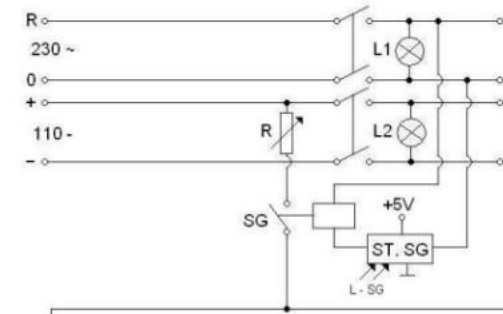 R
230 ~
L1
0
+
110 -
R
L2
–
+5V
SG
ST. SG
L - SG